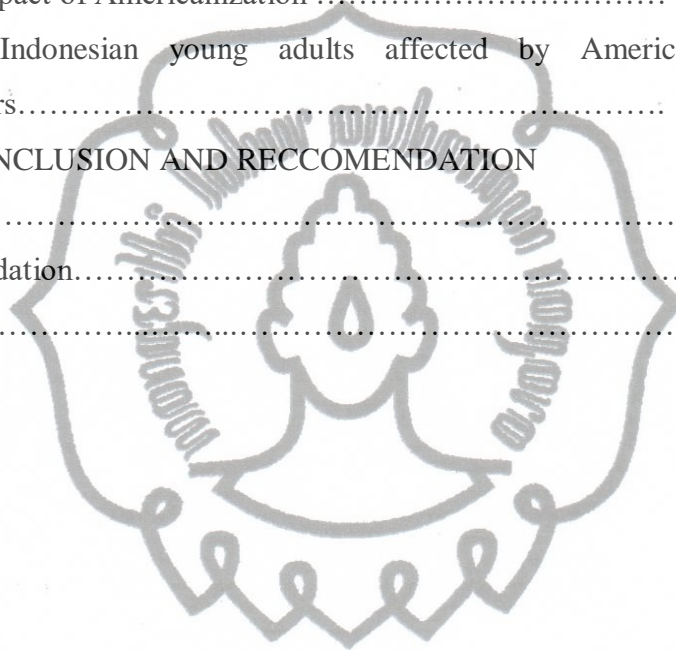 pact of Americanization ………………………………………
Indonesian young adults affected by Americ
rs……………………………………………………………………….
NCLUSION AND RECCOMENDATION
………………………………………………………………………
dation…………………………………………………………………
………………………………………………………………………